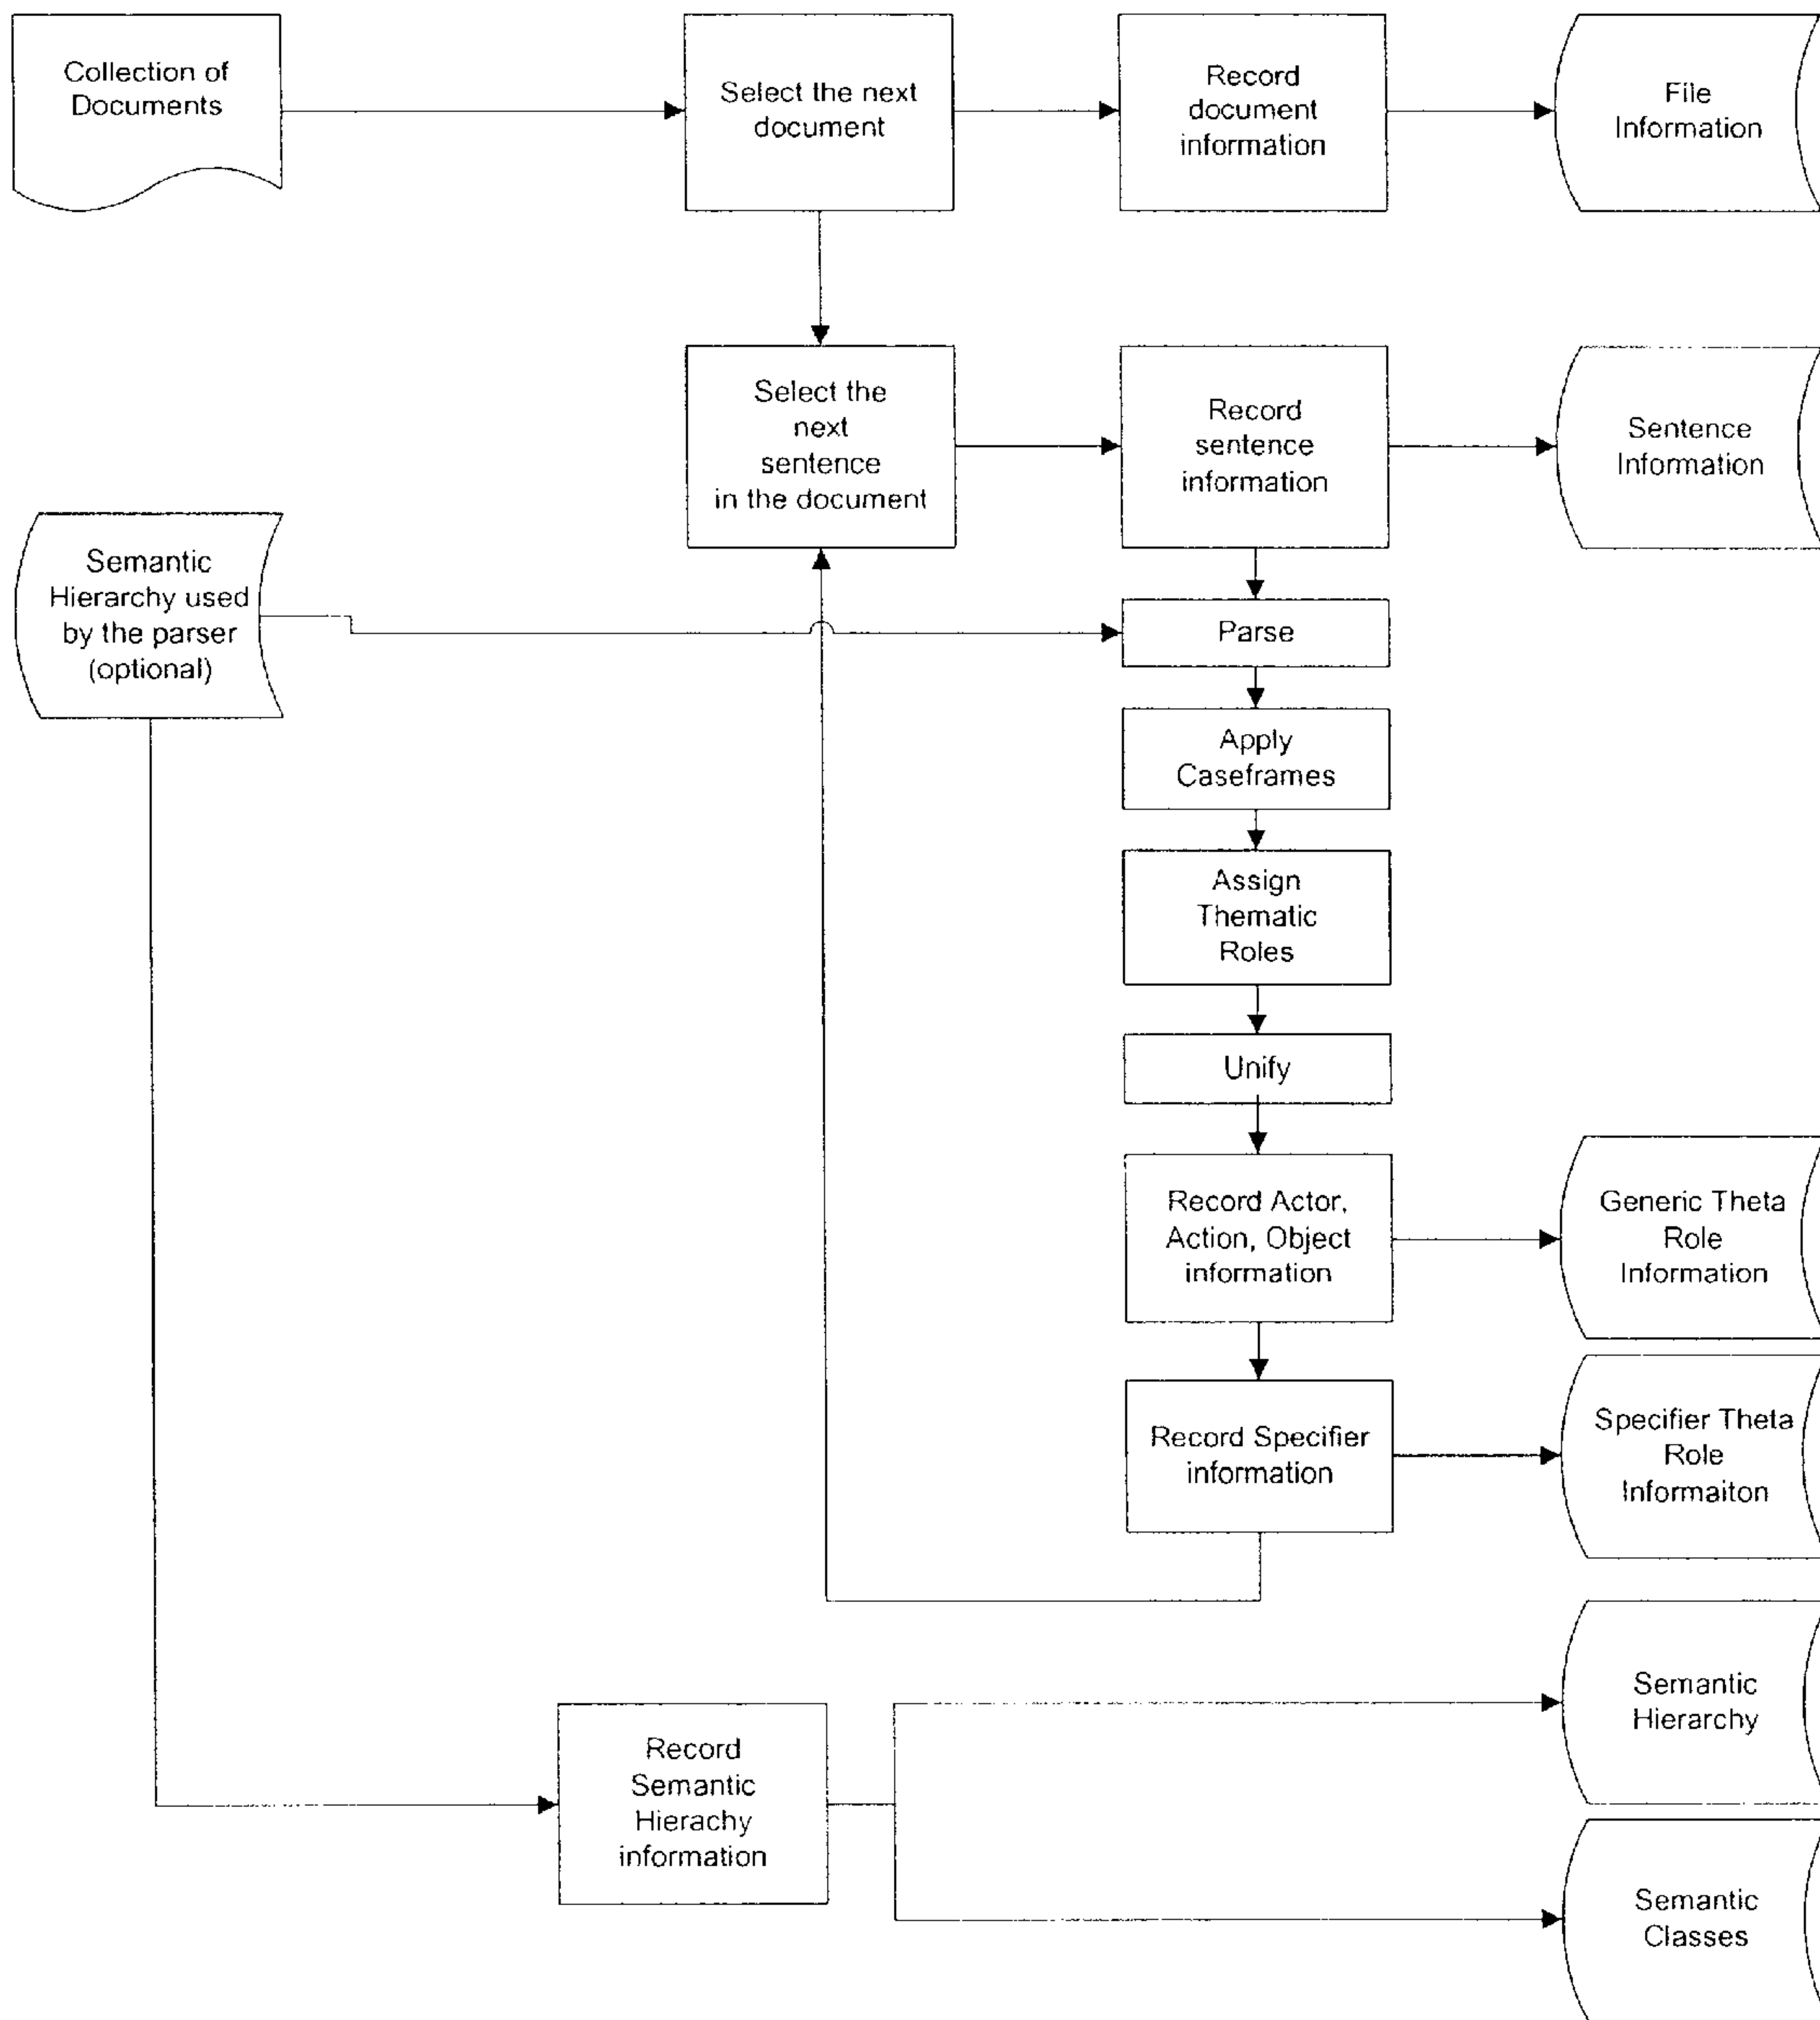 Collection of
Documents
Select the next
document
Record
document
information
File
Information
Select the
next
sentence
in the document
Record
sentence
information
Sentence
Information
Semantic
Hierarchy used
by the parser
(optional)
Parse
Apply
Caseframes
Assign
Thematic
Roles
Unify
Record Actor,
Action, Object
information
Generic Theta
Role
Information
Record Specifier
information
Specifier Theta
Role
Informaiton
Record
Semantic
Hierachy
information
Semantic
Hierarchy
Semantic
Classes